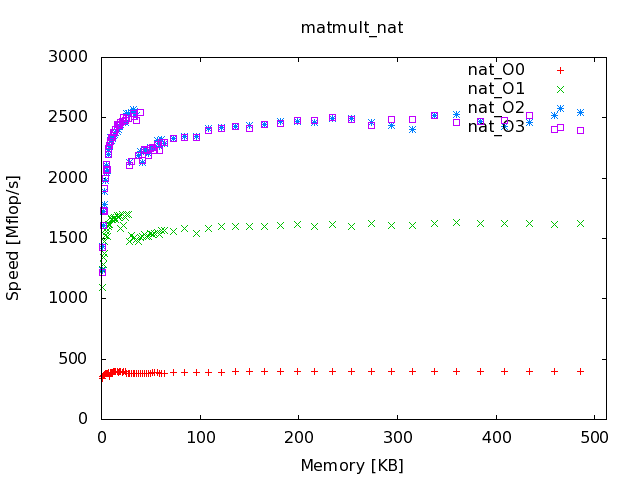 matmult_nat
3000
2500
2000
1500
1000
500
0
Speed [Mflop/s]
nat_O0
nat_O1
nat_O2
nat_O3
0 100 200 300 400 500
Memory [KB]